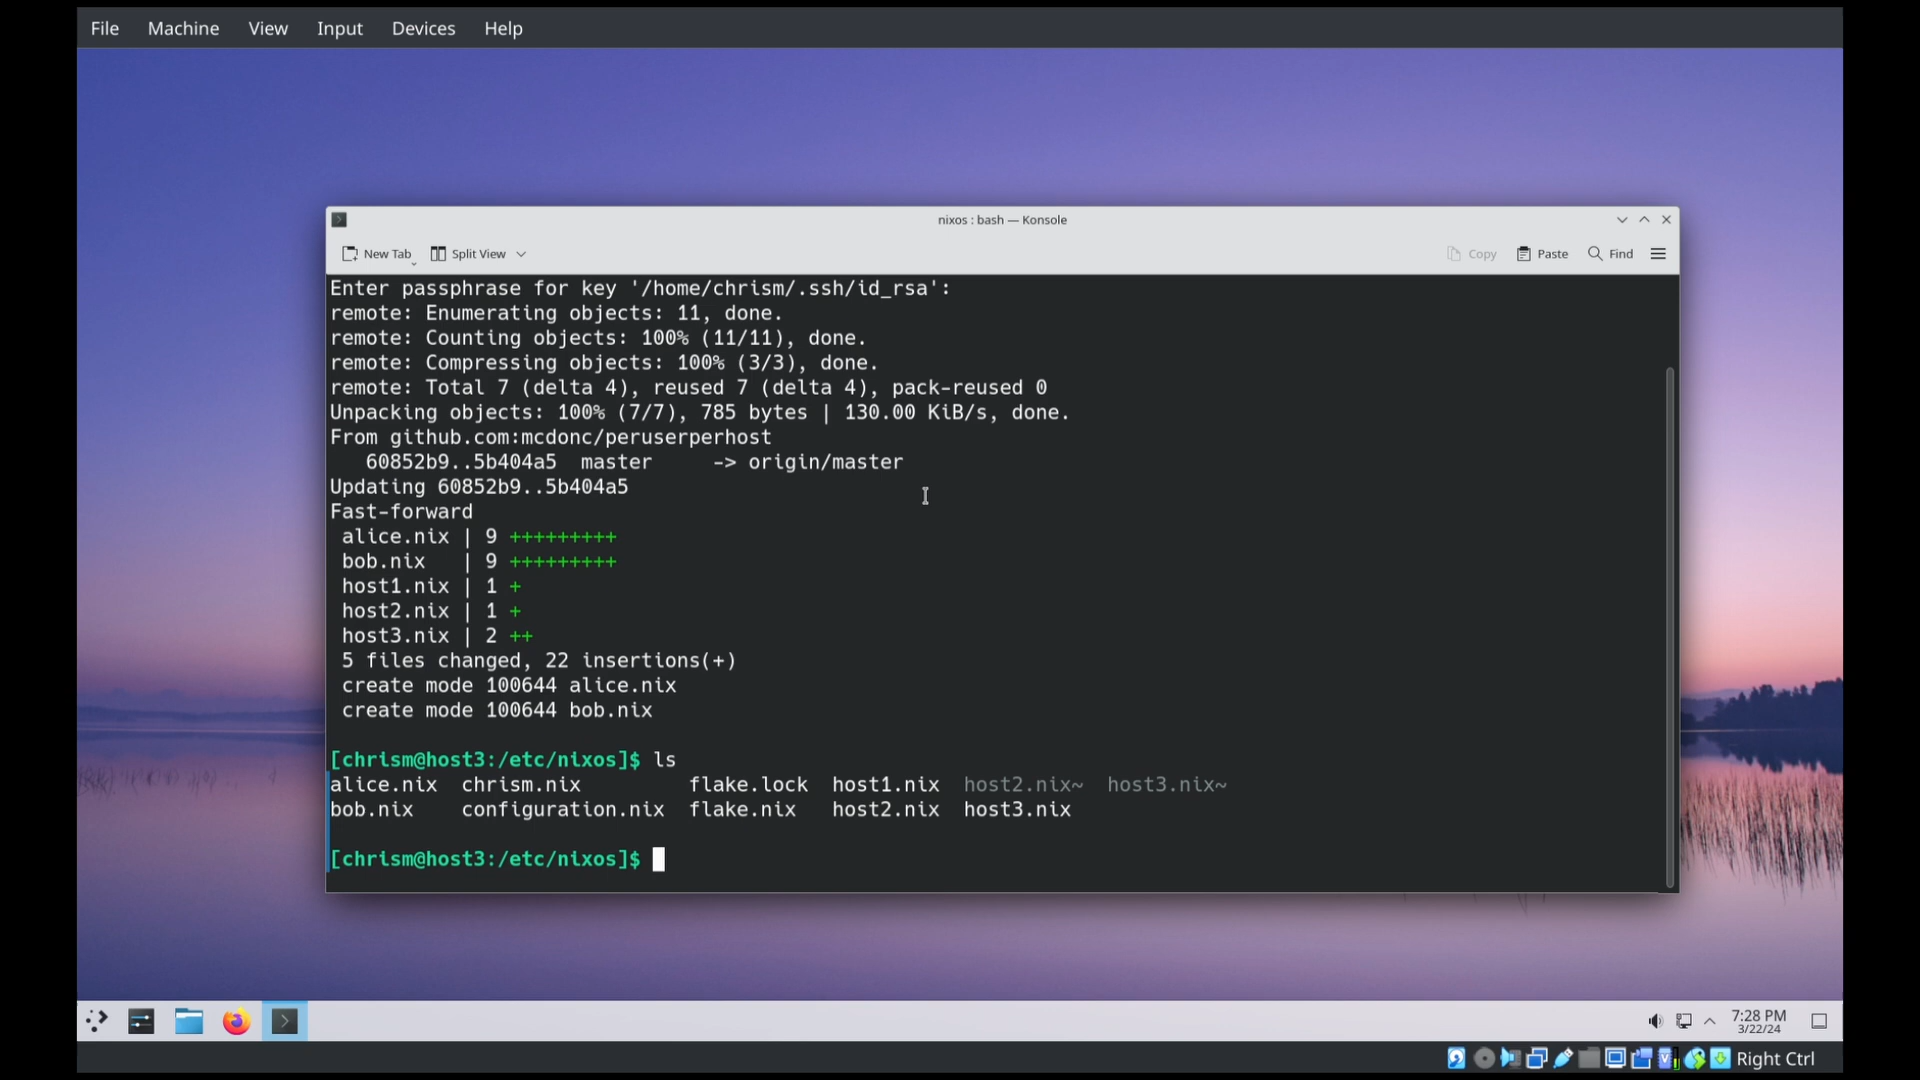 File Machine View Input Devices Help
nixos : bash — Konsole
New Tab Split View Copy Paste Find
Enter passphrase for key '/home/chrism/.ssh/id_rsa':
remote: Enumerating objects: 11, done.
remote: Counting objects: 100% (11/11), done.
remote: Compressing objects: 100% (3/3), done.
remote: Total 7 (delta 4), reused 7 (delta 4), pack-reused 0
Unpacking objects: 100% (7/7), 785 bytes | 130.00 KiB/s, done.
From github.com:mcdonc/peruserperhost
60852b9..5b404a5  master     -> origin/master
Updating 60852b9..5b404a5
Fast-forward
alice.nix | 9 +++++++++
bob.nix   | 9 +++++++++
host1.nix | 1 +
host2.nix | 1 +
host3.nix | 2 ++
5 files changed, 22 insertions(+)
create mode 100644 alice.nix
create mode 100644 bob.nix
[chrism@host3:/etc/nixos]$ ls
alice.nix  chrism.nix         flake.lock  host1.nix  host2.nix~  host3.nix~
bob.nix    configuration.nix  flake.nix   host2.nix  host3.nix
[chrism@host3:/etc/nixos]$
7:28 PM
3/22/24
Right Ctrl